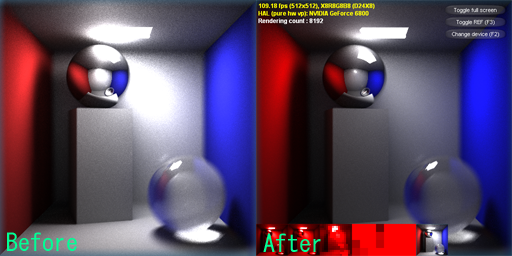 109.18 fps (512x512), X8R8G8B8 (D24X8)
HAL (pure hw vp): NVIDIA GeForce 6800
Rendering count : 8192
Toggle full screen
Toggle REF (F3)
Change device (F2)
Before
After